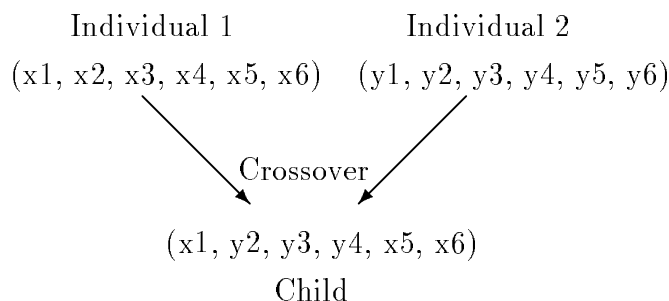 Individual 1 Individual 2
(x1, x2, x3, x4, x5, x6) (y1, y2, y3, y4, y5, y6)
Crossover
(x1, y2, y3, y4, x5, x6)
Child